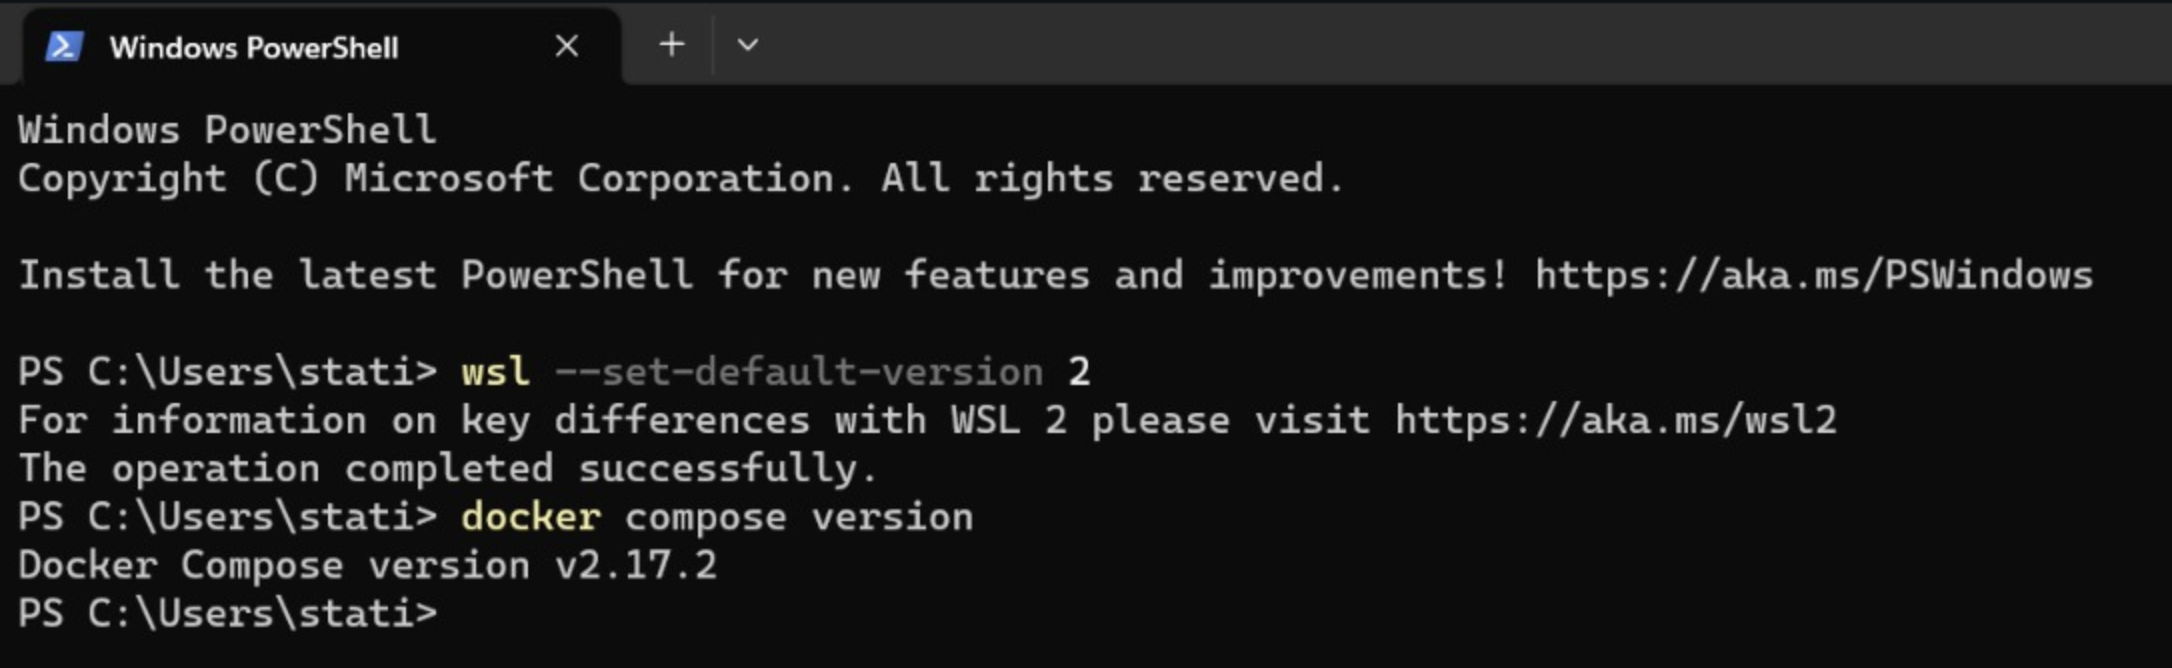 Windows PowerShell
Windows PowerShell
Copyright (C) Microsoft Corporation. All rights reserved.
Install the latest PowerShell for new features and improvements! https://aka.ms/PSWindows
PS C:\Users\stati> wsl --set-default-version 2
For information on key differences with WSL 2 please visit https://aka.ms/wsl2
The operation completed successfully.
PS C:\Users\stati> docker compose version
Docker Compose version v2.17.2
PS C:\Users\stati>